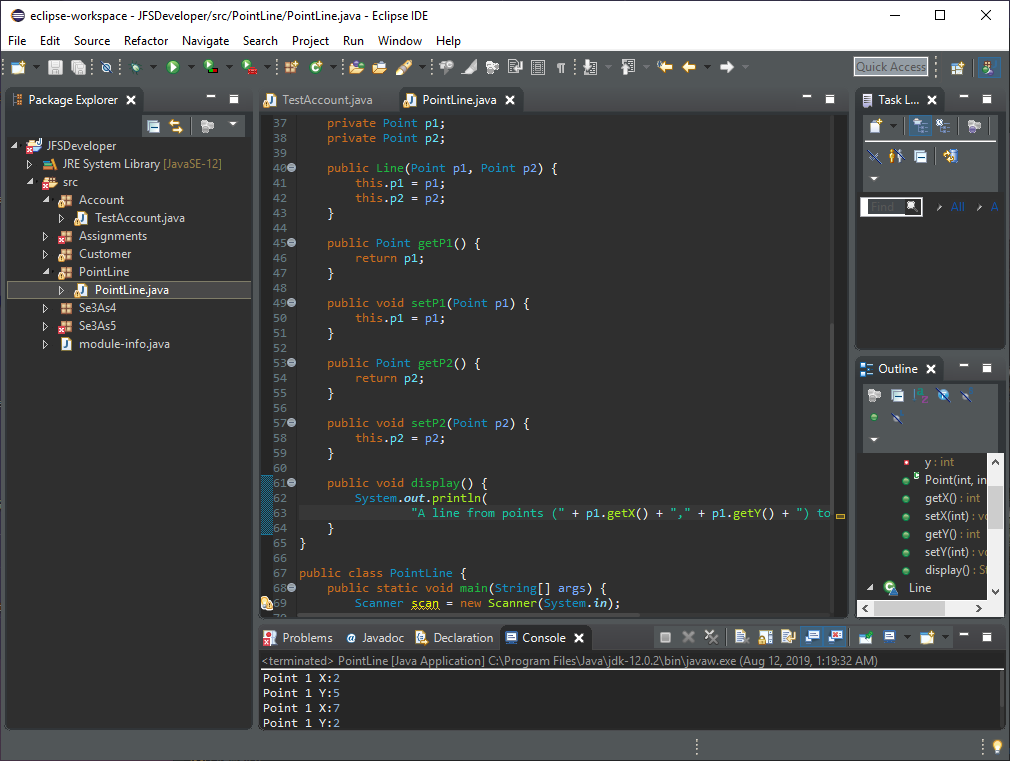 eclipse-workspace - JFSDeveloper/src/PointLine/PointLine.java - Eclipse IDE
File Edit Source Refactor Navigate Search Project Run Window Help
Quick Access
Package Explorer
JFSDeveloper
JRE System Library [JavaSE-12]
src
Account
TestAccount.java
Assignments
Customer
PointLine
PointLine.java
Se3As4
Se3As5
module-info.java
TestAccount.java PointLine.java
37 private Point p1;
38 private Point p2;
39
40 public Line(Point p1, Point p2) {
41 this.p1 = p1;
42 this.p2 = p2;
43 }
44
45 public Point getP1() {
46 return p1;
47 }
48
49 public void setP1(Point p1) {
50 this.p1 = p1;
51 }
52
53 public Point getP2() {
54 return p2;
55 }
56
57 public void setP2(Point p2) {
58 this.p2 = p2;
59 }
60
61 public void display() {
62 System.out.println(
63 "A line from points (" + p1.getX() + "," + p1.getY() + ") to
64 }
65 }
66
67 public class PointLine {
68 public static void main(String[] args) {
69 Scanner scan = new Scanner(System.in);
Task L...
Find All A
Outline
y : int
Point(int, in
getX() : int
setX(int) : vo
getY() : int
setY(int) : vo
display() : St
Line
Problems Javadoc Declaration Console
<terminated> PointLine [Java Application] C:\Program Files\Java\jdk-12.0.2\bin\javaw.exe (Aug 12, 2019, 1:19:32 AM)
Point 1 X:2
Point 1 Y:5
Point 1 X:7
Point 1 Y:2